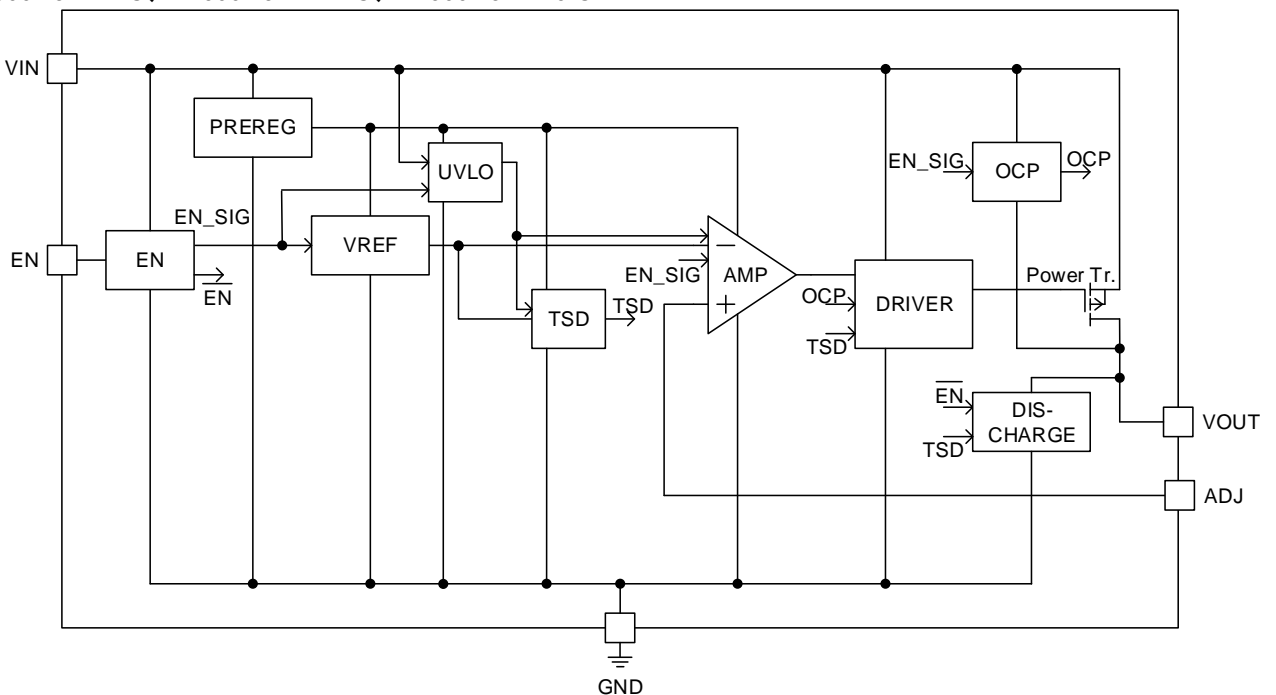 VIN
PREREG
UVLO
EN_SIG
OCP
OCP
EN_SIG
EN
EN
EN
VREF
EN_SIG
AMP
Power Tr.
OCP
DRIVER
TSD
TSD
TSD
EN
DIS-
CHARGE
TSD
VOUT
ADJ
GND